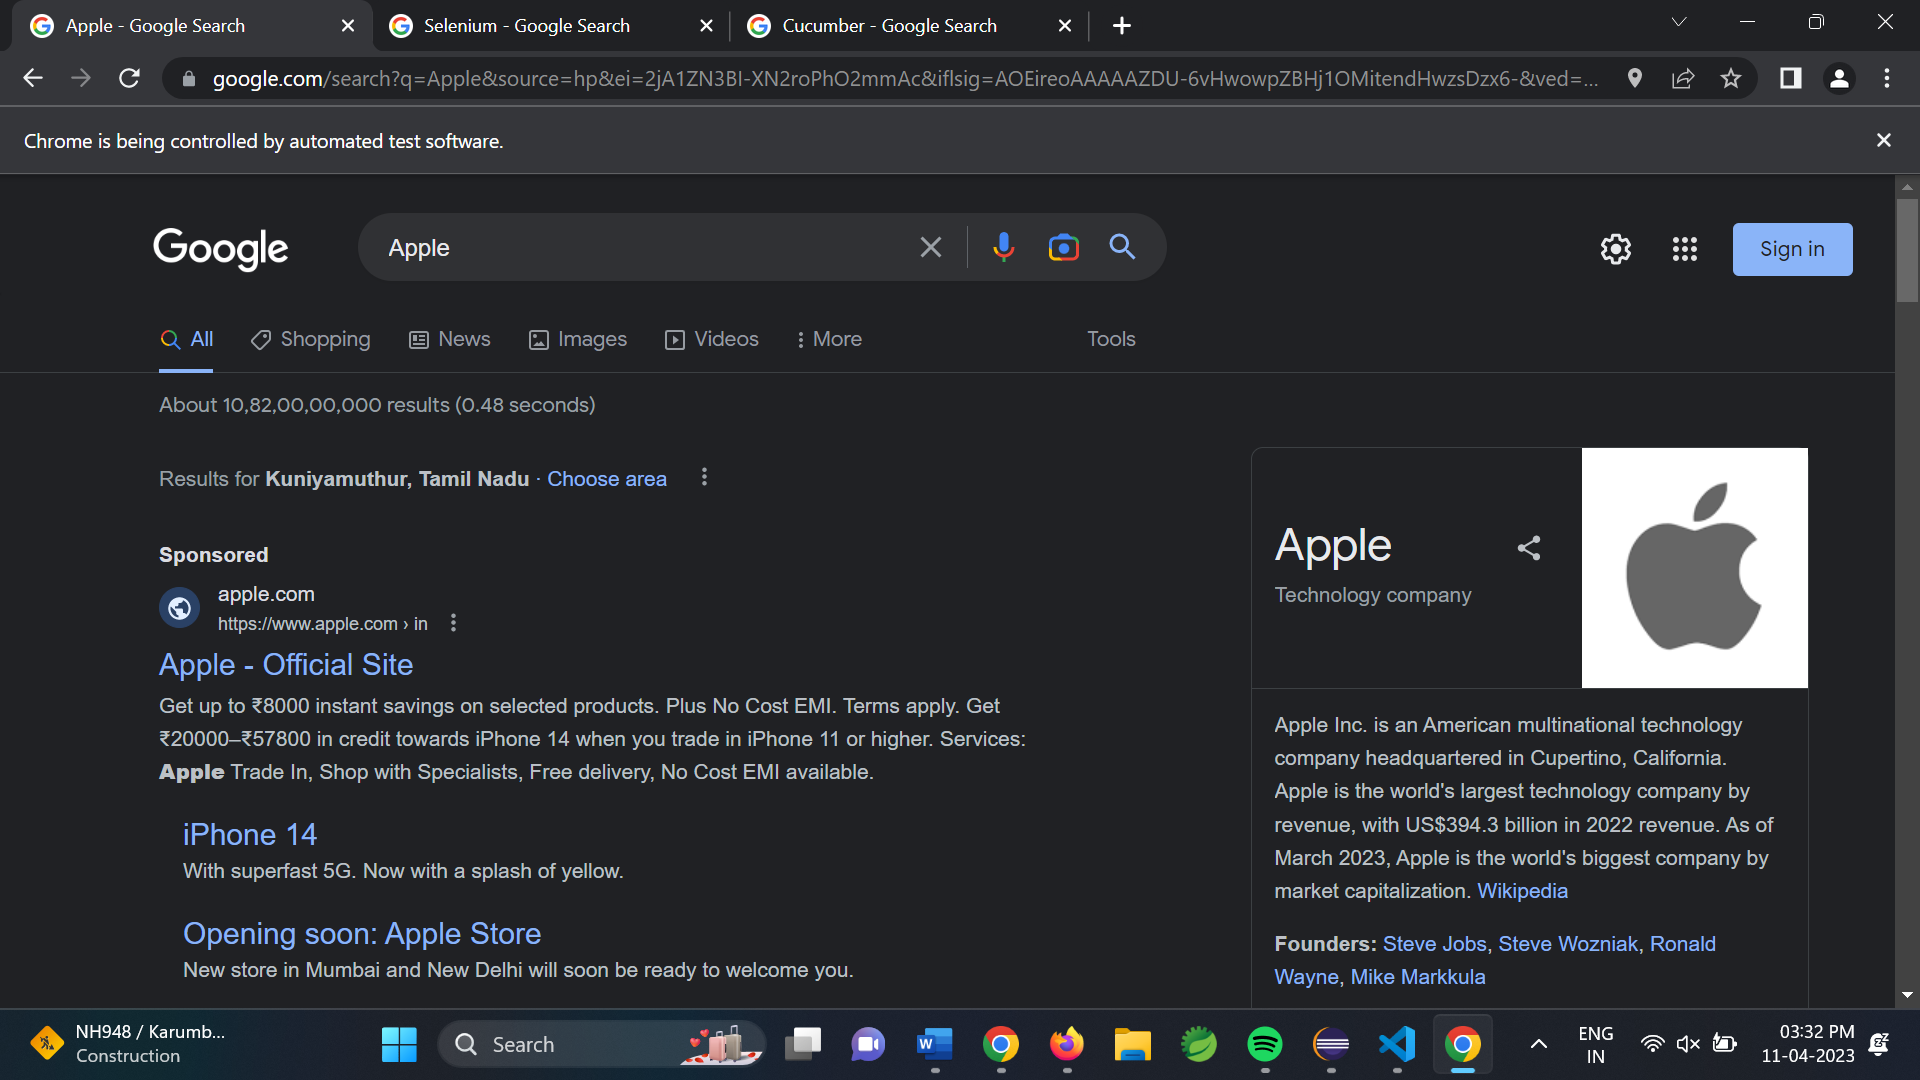 Apple - Google Search
Selenium - Google Search
Cucumber - Google Search
google.com/search?q=Apple&source=hp&ei=2jA1ZN3BI-XN2roPhO2mmAc&iflsig=AOEireoAAAAAZDU-6vHwowpZBHj1OMitendHwzsDzx6-&ved=...
Chrome is being controlled by automated test software.
Google
Apple
Sign in
All
Shopping
News
Images
Videos
More
Tools
About 10,82,00,00,000 results (0.48 seconds)
Results for Kuniyamuthur, Tamil Nadu · Choose area
Sponsored
apple.com
https://www.apple.com › in
Apple - Official Site
Get up to ₹8000 instant savings on selected products. Plus No Cost EMI. Terms apply. Get
₹20000–₹57800 in credit towards iPhone 14 when you trade in iPhone 11 or higher. Services:
Apple Trade In, Shop with Specialists, Free delivery, No Cost EMI available.
iPhone 14
With superfast 5G. Now with a splash of yellow.
Opening soon: Apple Store
New store in Mumbai and New Delhi will soon be ready to welcome you.
Apple
Technology company
Apple Inc. is an American multinational technology
company headquartered in Cupertino, California.
Apple is the world's largest technology company by
revenue, with US$394.3 billion in 2022 revenue. As of
March 2023, Apple is the world's biggest company by
market capitalization. Wikipedia
Founders: Steve Jobs, Steve Wozniak, Ronald
Wayne, Mike Markkula
NH948 / Karumb...
Construction
Search
ENG
IN
03:32 PM
11-04-2023